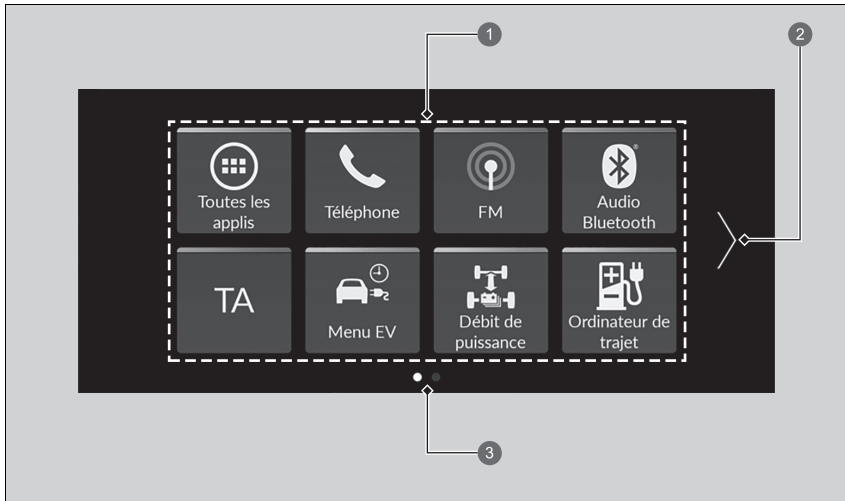 1
2
Toutes les
applis
Téléphone
FM
Audio
Bluetooth
TA
Menu EV
Débit de
puissance
Ordinateur de
trajet
3